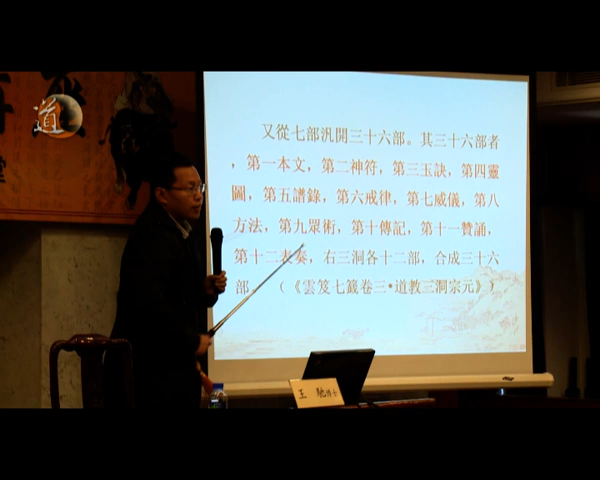 道
又從七部汎開三十六部。其三十六部者
，第一本文，第二神符，第三玉訣，第四靈
圖，第五譜錄，第六戒律，第七威儀，第八
方法，第九眾術，第十傳記，第十一贊誦，
第十二表奏，右三洞各十二部，合成三十六
部。（《雲笈七籤卷三•道教三洞宗元》）
王 馳博士